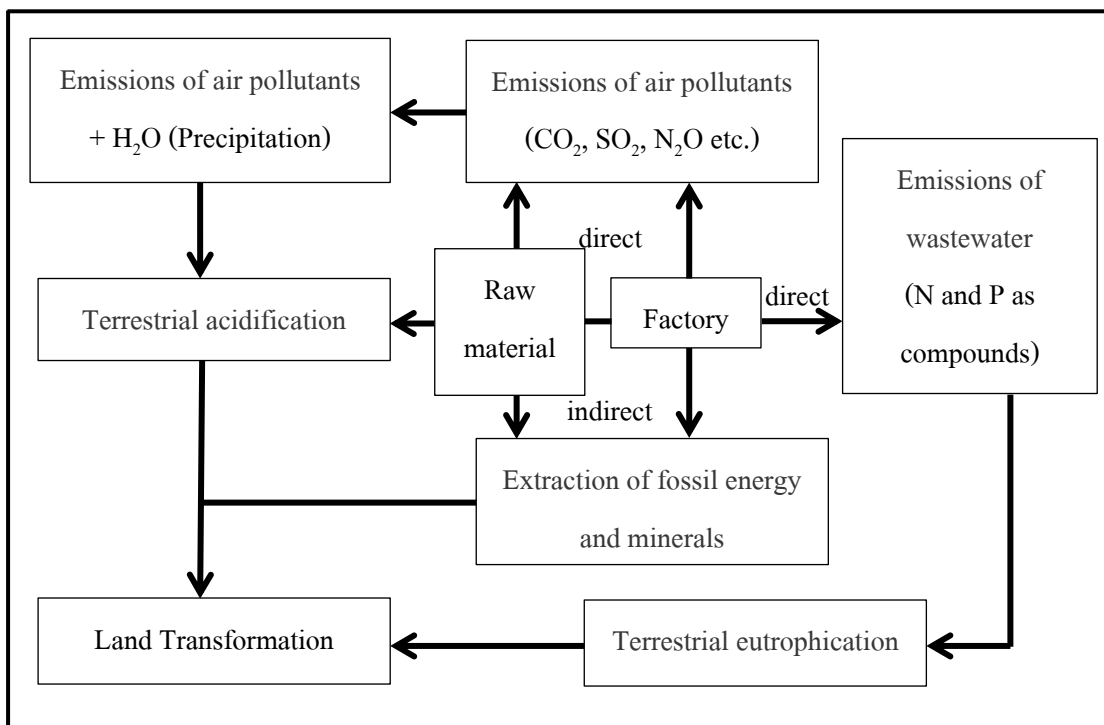 Emissions of air pollutants
+ H₂O (Precipitation)
Emissions of air pollutants
(CO₂, SO₂, N₂O etc.)
Emissions of
wastewater
(N and P as
compounds)
direct
Raw
material
Factory
direct
Terrestrial acidification
indirect
Extraction of fossil energy
and minerals
Land Transformation
Terrestrial eutrophication